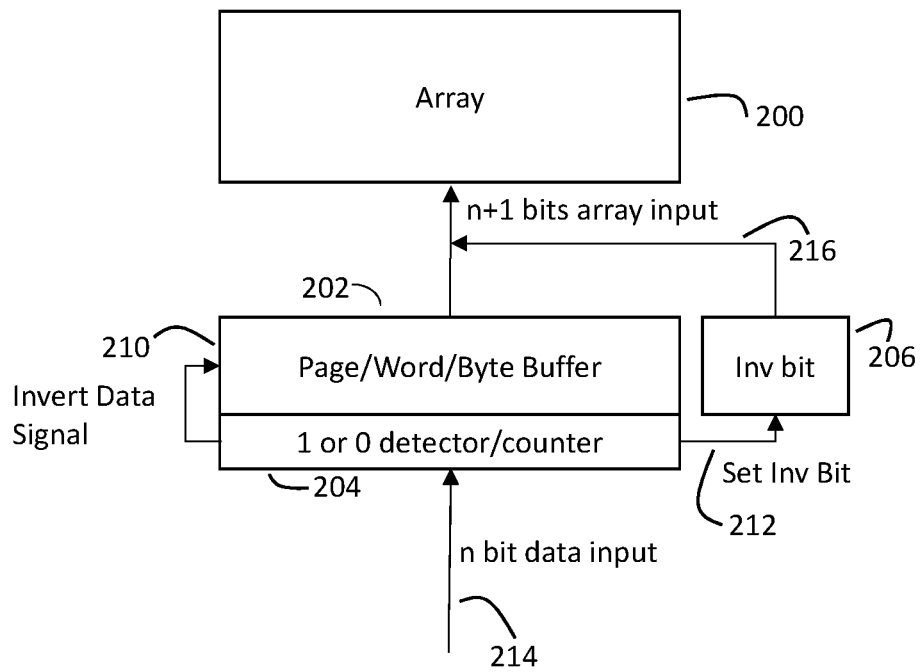 Array
200
n+1 bits array input
216
202
210
Page/Word/Byte Buffer
Inv bit
206
Invert Data
Signal
1 or 0 detector/counter
204
Set Inv Bit
212
n bit data input
214